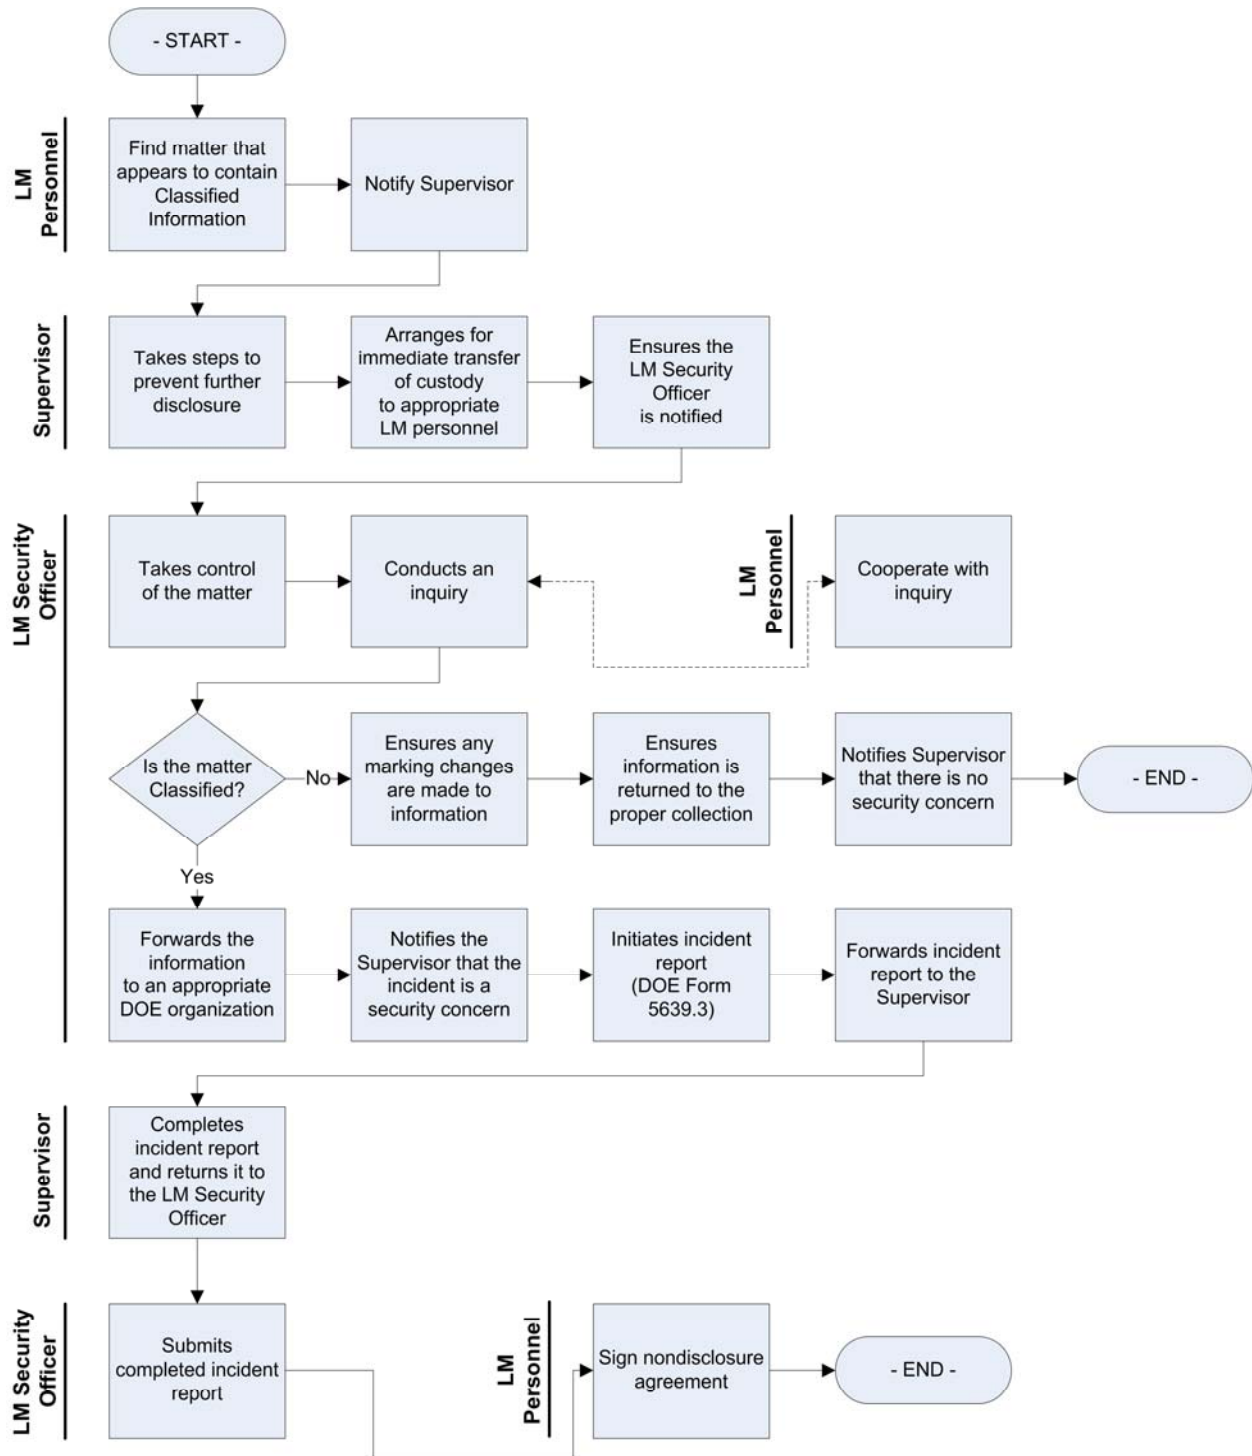 - START -
LM
Personnel
Find matter that
appears to contain
Classified
Information
Notify Supervisor
Supervisor
Takes steps to
prevent further
disclosure
Arranges for
immediate transfer
of custody
to appropriate
LM personnel
Ensures the
LM Security
Officer
is notified
LM Security
Officer
Takes control
of the matter
Conducts an
inquiry
LM
Personnel
Cooperate with
inquiry
Is the matter
Classified?
No
Ensures any
marking changes
are made to
information
Ensures
information is
returned to the
proper collection
Notifies Supervisor
that there is no
security concern
- END -
Yes
Forwards the
information
to an appropriate
DOE organization
Notifies the
Supervisor that the
incident is a
security concern
Initiates incident
report
(DOE Form
5639.3)
Forwards incident
report to the
Supervisor
Supervisor
Completes
incident report
and returns it to
the LM Security
Officer
LM Security
Officer
Submits
completed incident
report
LM
Personnel
Sign nondisclosure
agreement
- END -